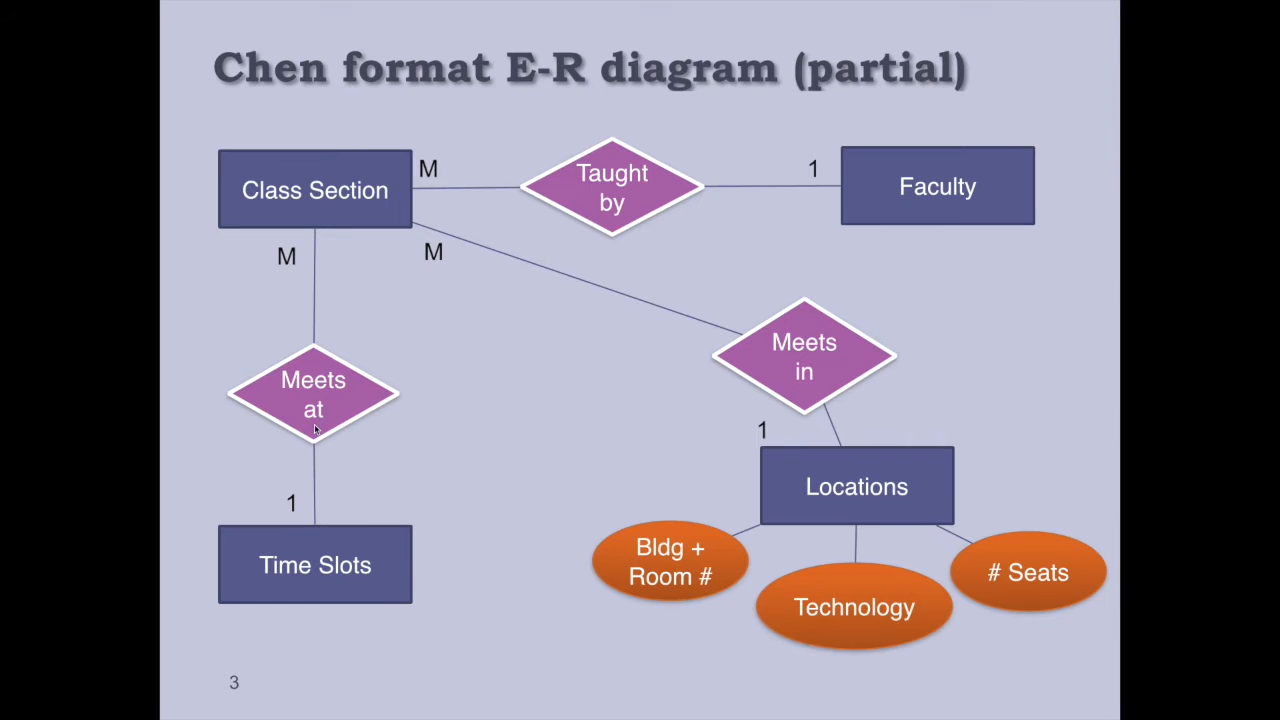 Chen format E-R diagram (partial)
Class Section
M
Taught
by
1
Faculty
M
M
Meets
in
Meets
at
1
Locations
1
Time Slots
Bldg +
Room #
Technology
# Seats
3